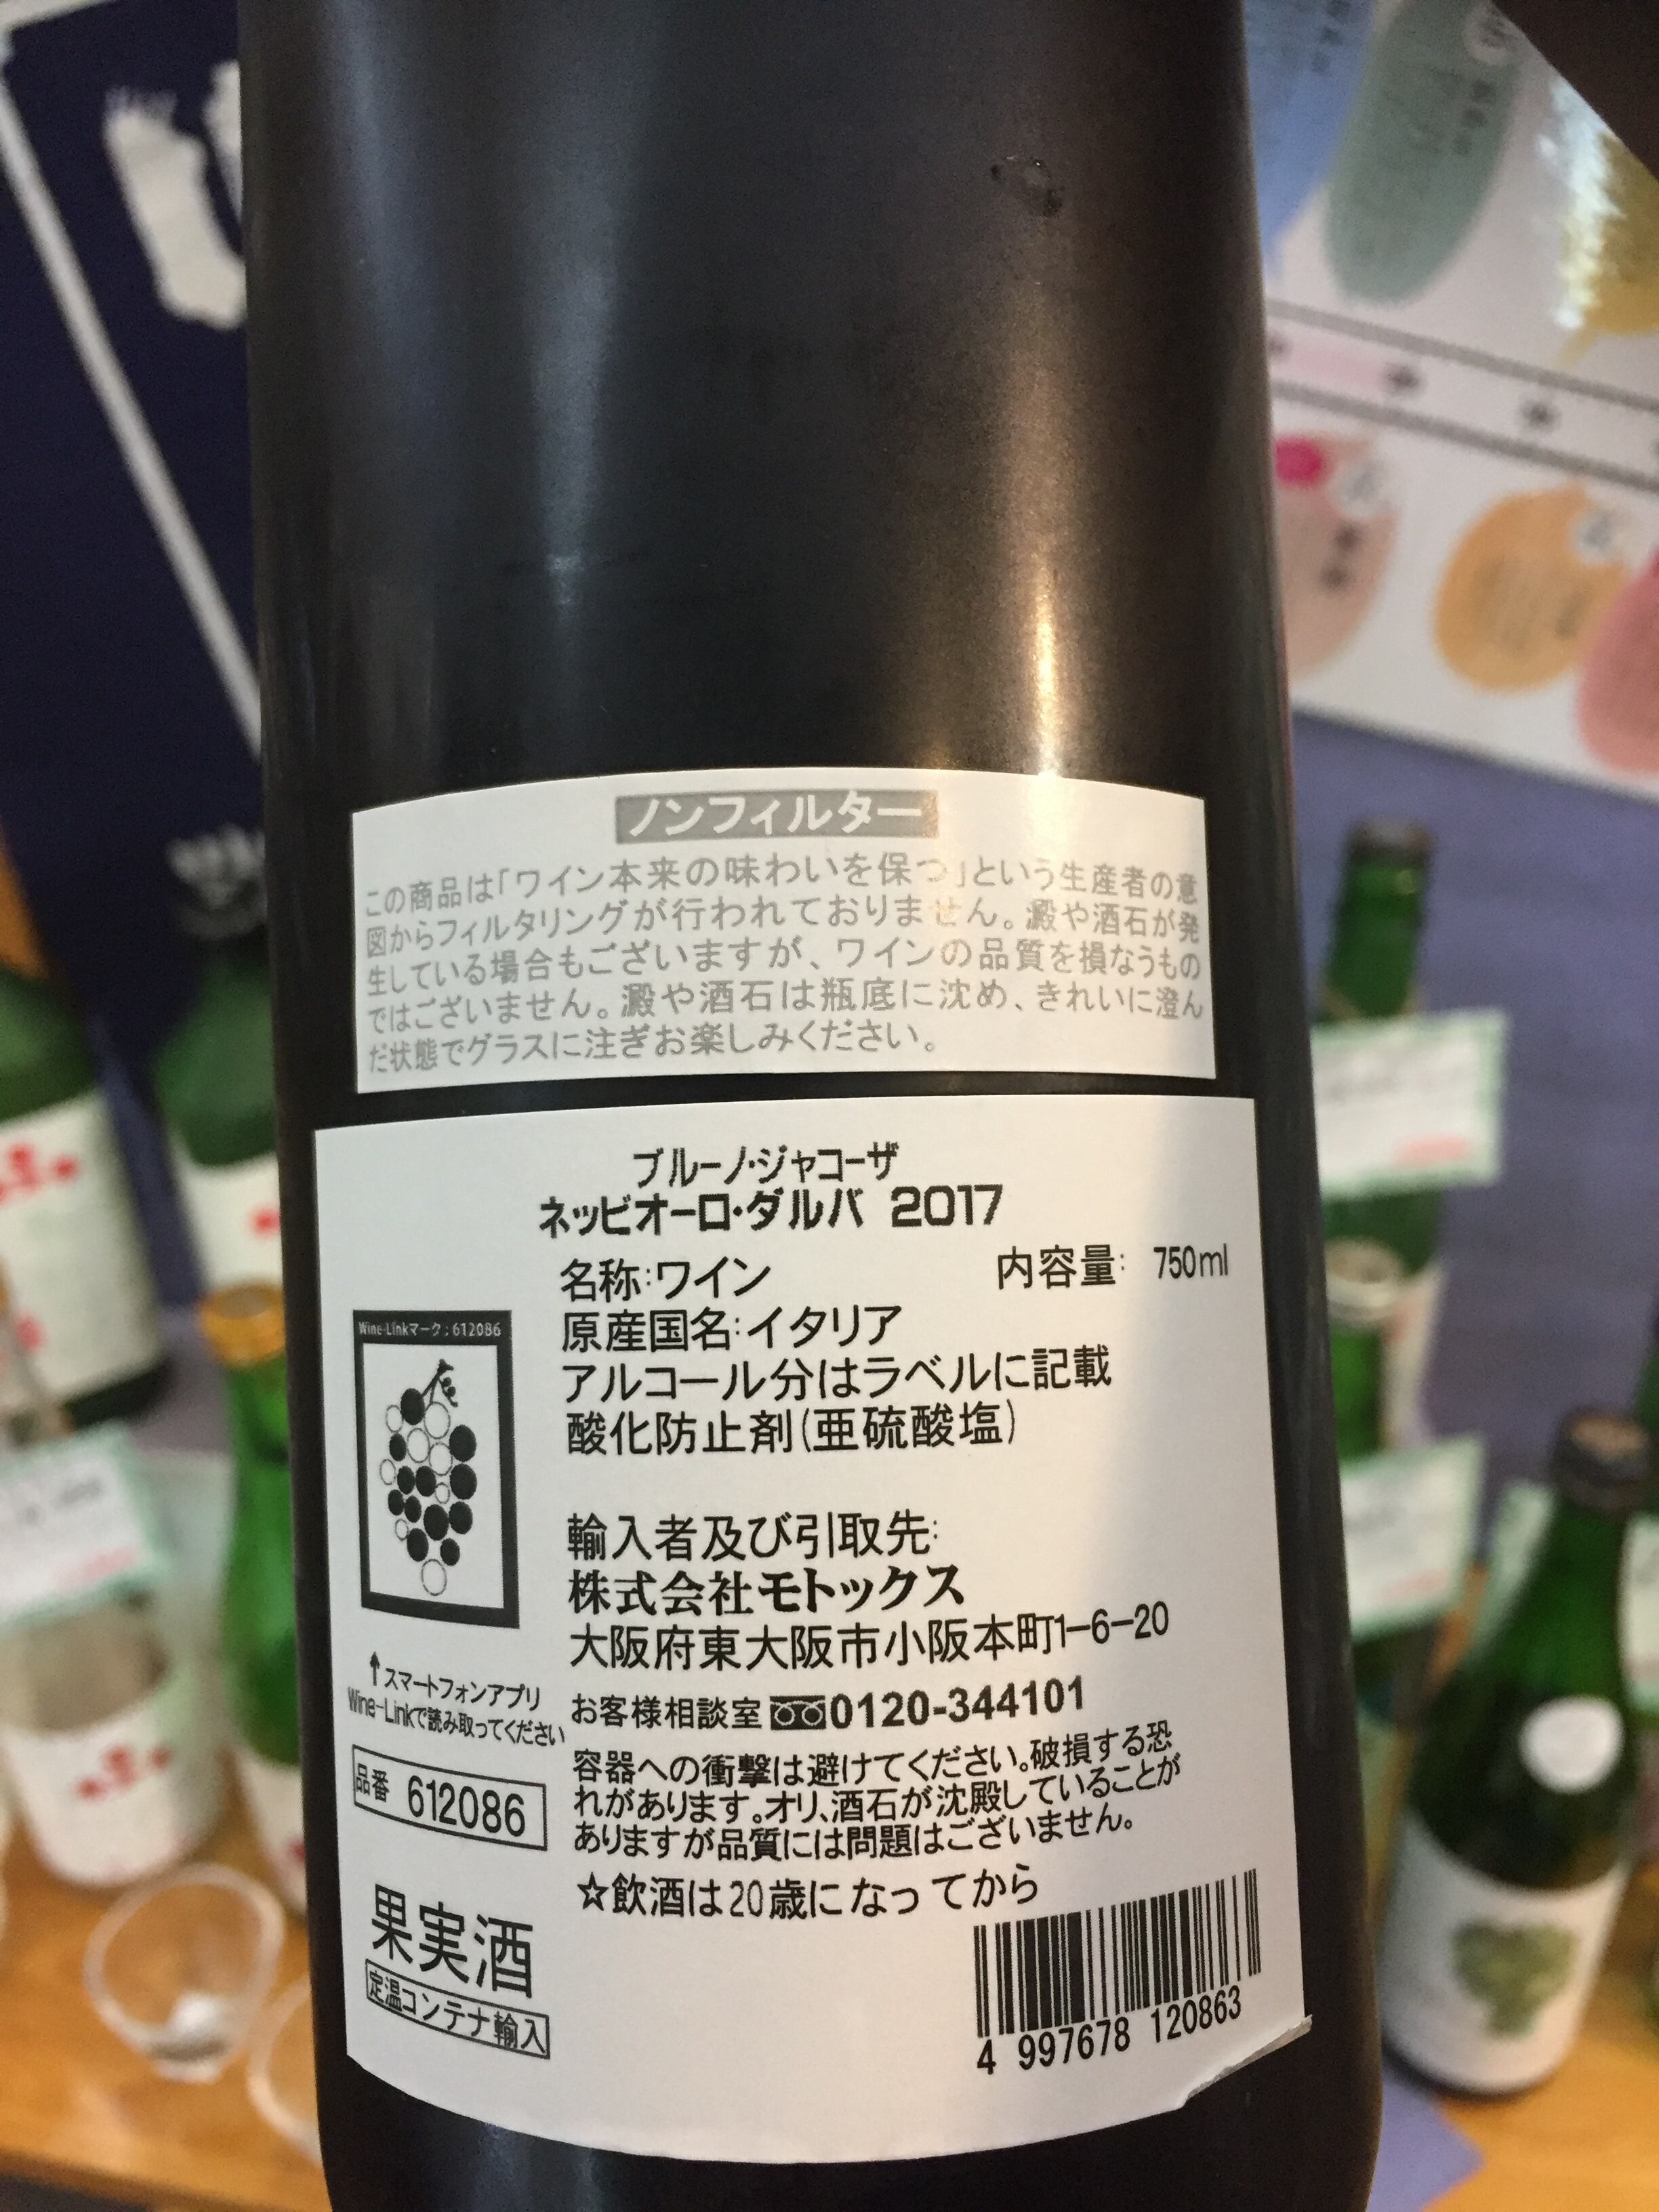 ノンフィルター
この商品は「ワイン本来の味わいを保つ」という生産者の意
図からフィルタリングが行われておりません。澱や酒石が発
生している場合もございますが、ワインの品質を損なうもの
ではございません。澱や酒石は瓶底に沈め、きれいに澄ん
だ状態でグラスに注ぎお楽しみください。
ブルーノ・ジャコーザ
ネッビオーロ・ダルバ 2017
名称:ワイン 内容量: 750ml
原産国名:イタリア
アルコール分はラベルに記載
酸化防止剤(亜硫酸塩)
Wine-Linkマーク:612086
輸入者及び引取先:
株式会社モトックス
大阪府東大阪市小阪本町1-6-20
↑スマートフォンアプリ
Wine-Linkで読み取ってください
お客様相談室 0120-344101
容器への衝撃は避けてください。破損する恐
れがあります。オリ、酒石が沈殿していることが
ありますが品質には問題はございません。
品番 612086
☆飲酒は20歳になってから
果実酒
定温コンテナ輸入
4 997678 120863